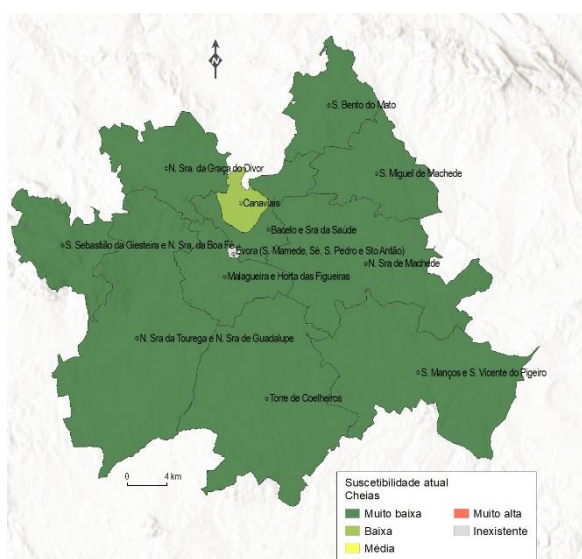 N
S. Bento do Mato
N. Sra. da Graça do Divor
S. Miguel de Machede
Canaviais
Bacelo e Sra da Saúde
S. Sebastião da Giesteira e N. Sra. da Boa Fé
Évora (S. Mamede, Sé, S. Pedro e Sto Antão)
N. Sra de Machede
Malagueira e Horta das Figueiras
N. Sra da Tourega e N. Sra de Guadalupe
S. Manços e S. Vicente do Pigeiro
Torre de Coelheiros
0 4 km
Suscetibilidade atual
Cheias
Muito baixa
Muito alta
Baixa
Inexistente
Média